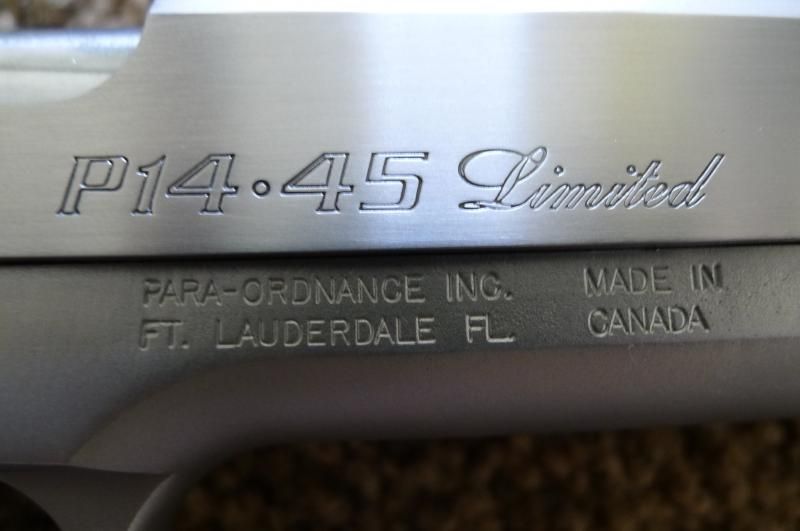 P14·45 Limited
PARA-ORDNANCE INC. MADE IN
FT. LAUDERDALE FL. CANADA